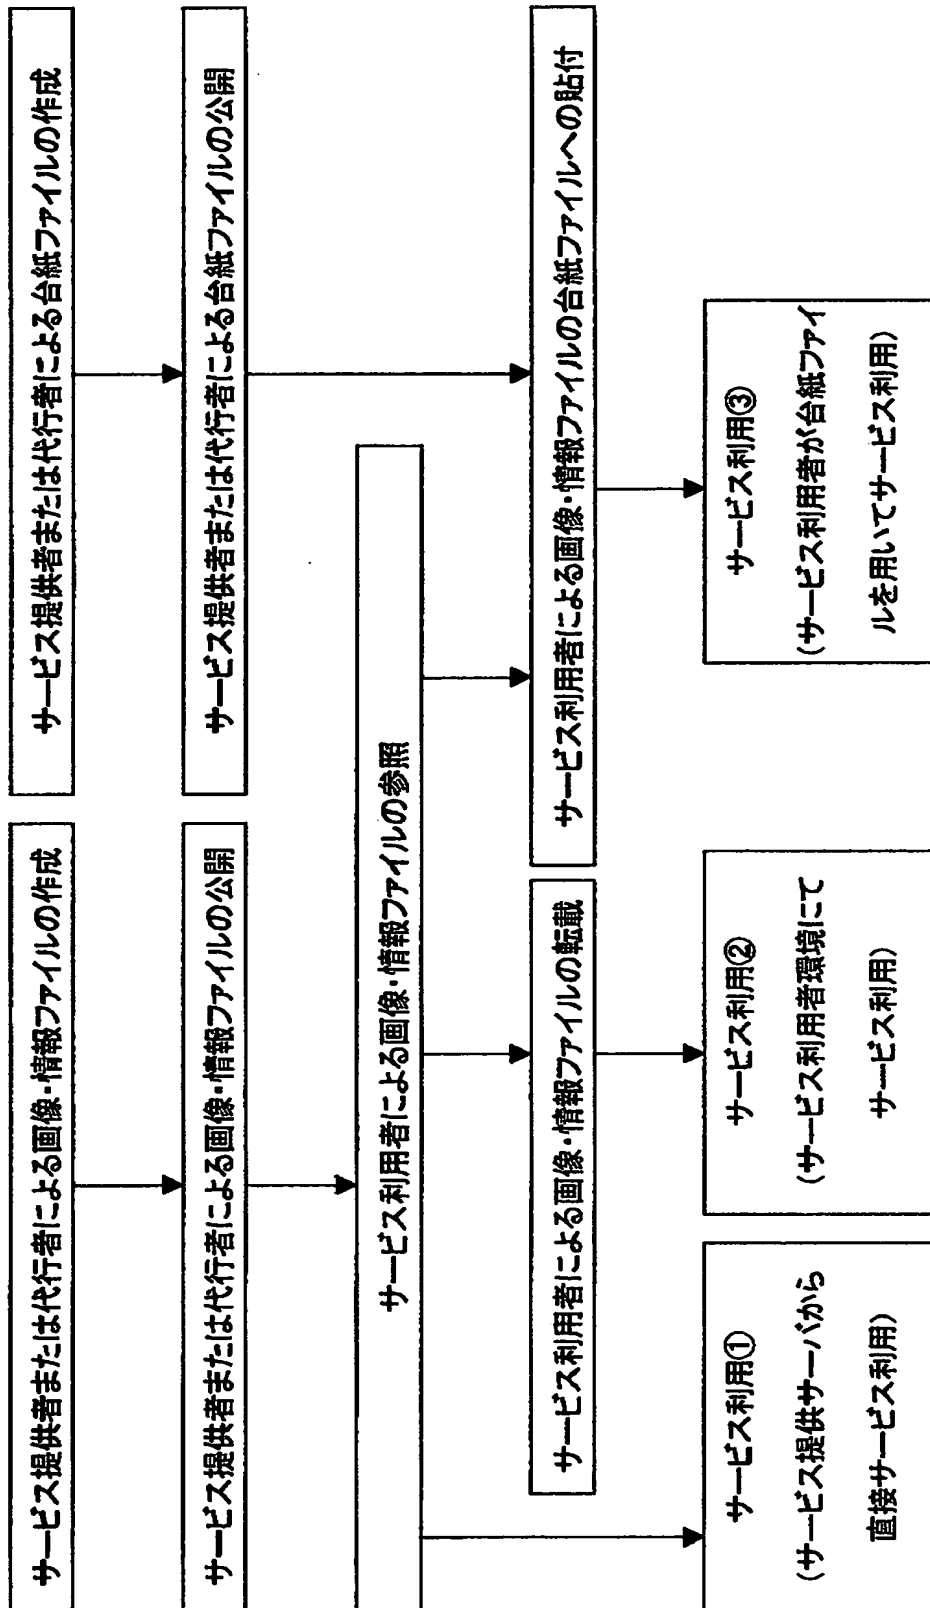 サービス提供者または代行者による画像・情報ファイルの作成
サービス提供者または代行者による台紙ファイルの作成
サービス提供者または代行者による画像・情報ファイルの公開
サービス提供者または代行者による台紙ファイルの公開
サービス利用者による画像・情報ファイルの参照
サービス利用者による画像・情報ファイルの転載
サービス利用者による画像・情報ファイルの台紙ファイルへの貼付
サービス利用①
(サービス提供サーバから
直接サービス利用)
サービス利用②
(サービス利用者環境にて
サービス利用)
サービス利用③
(サービス利用者が台紙ファイ
ルを用いてサービス利用)